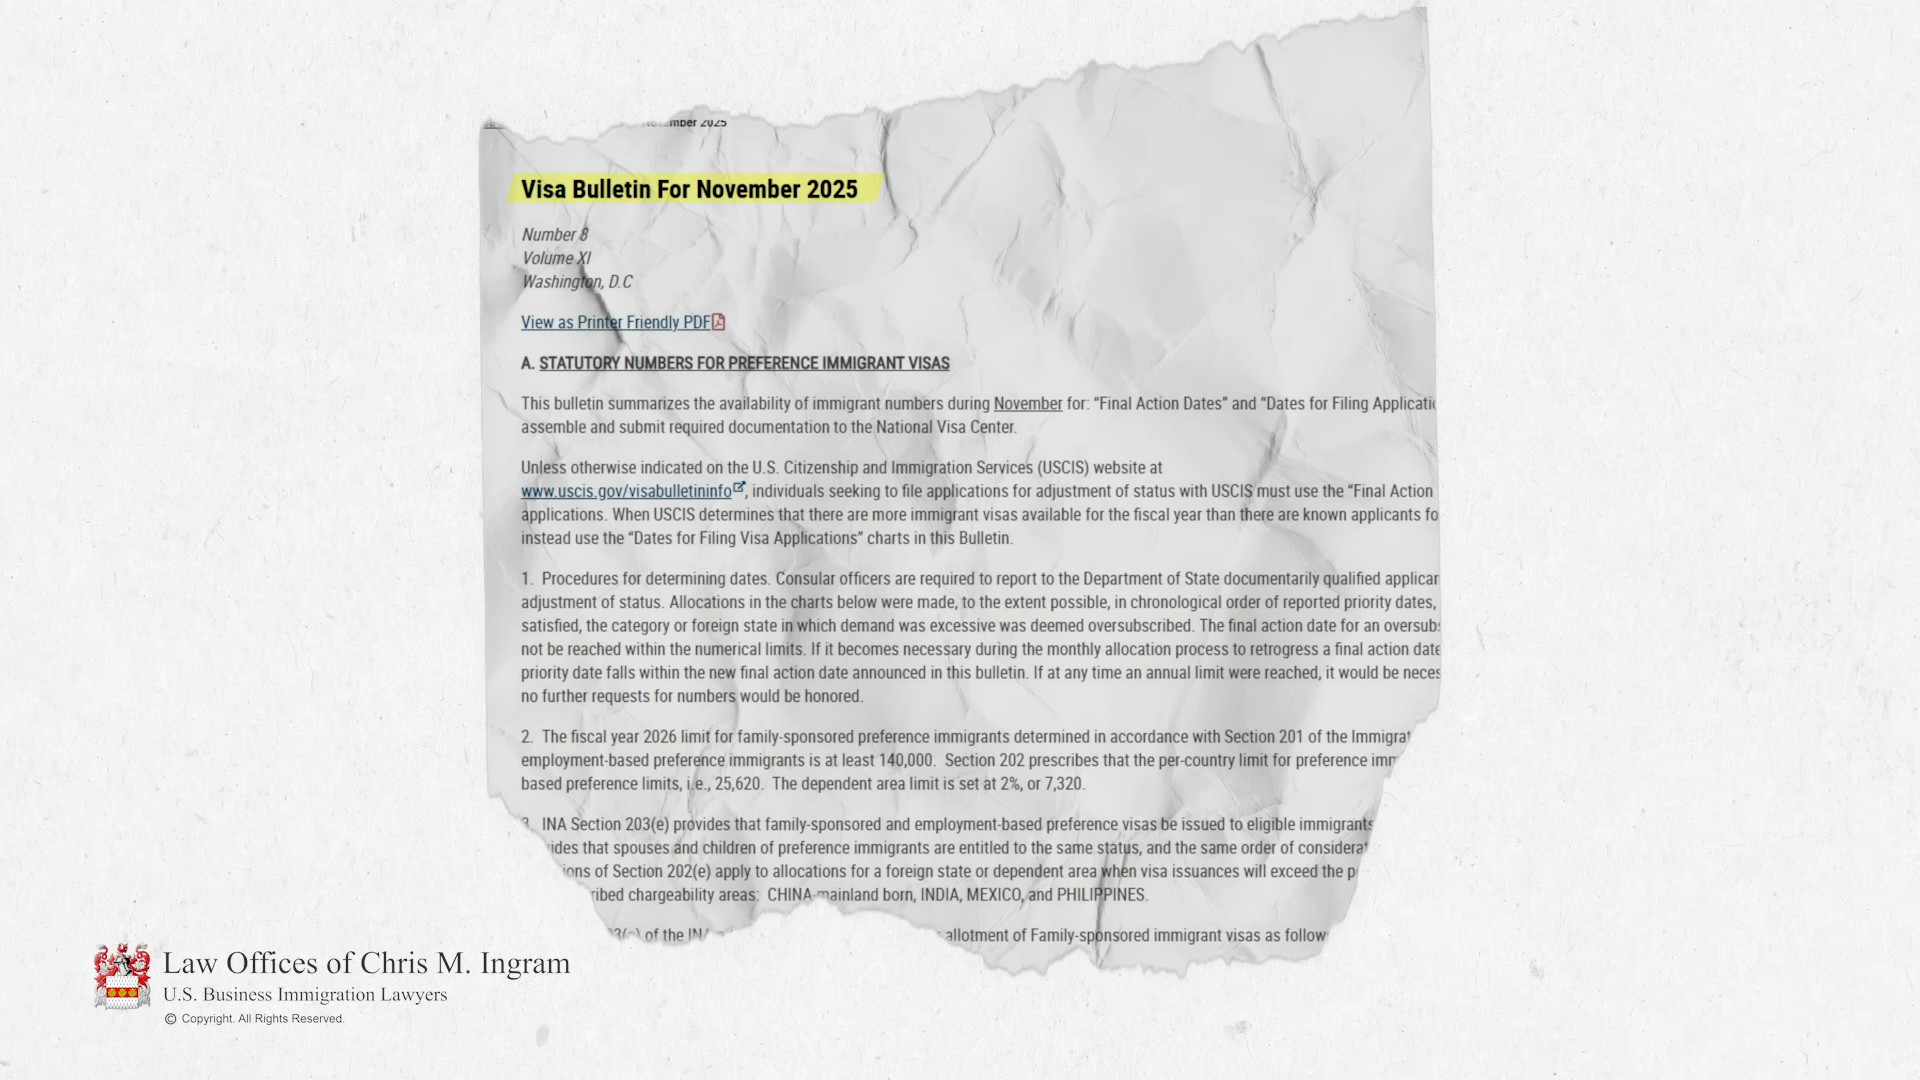 mber 2025
Visa Bulletin For November 2025
Number 8
Volume XI
Washington, D.C
View as Printer Friendly PDF
A. STATUTORY NUMBERS FOR PREFERENCE IMMIGRANT VISAS
This bulletin summarizes the availability of immigrant numbers during November for: “Final Action Dates” and “Dates for Filing Applicati
assemble and submit required documentation to the National Visa Center.
Unless otherwise indicated on the U.S. Citizenship and Immigration Services (USCIS) website at
www.uscis.gov/visabulletininfo, individuals seeking to file applications for adjustment of status with USCIS must use the “Final Action
applications. When USCIS determines that there are more immigrant visas available for the fiscal year than there are known applicants fo
instead use the “Dates for Filing Visa Applications” charts in this Bulletin.
1. Procedures for determining dates. Consular officers are required to report to the Department of State documentarily qualified applicar
adjustment of status. Allocations in the charts below were made, to the extent possible, in chronological order of reported priority dates,
satisfied, the category or foreign state in which demand was excessive was deemed oversubscribed. The final action date for an oversub
not be reached within the numerical limits. If it becomes necessary during the monthly allocation process to retrogress a final action date
priority date falls within the new final action date announced in this bulletin. If at any time an annual limit were reached, it would be neces
no further requests for numbers would be honored.
2. The fiscal year 2026 limit for family-sponsored preference immigrants determined in accordance with Section 201 of the Immigrat
employment-based preference immigrants is at least 140,000. Section 202 prescribes that the per-country limit for preference imm
based preference limits, i.e., 25,620. The dependent area limit is set at 2%, or 7,320.
3. INA Section 203(e) provides that family-sponsored and employment-based preference visas be issued to eligible immigrants
ides that spouses and children of preference immigrants are entitled to the same status, and the same order of considerat
ions of Section 202(e) apply to allocations for a foreign state or dependent area when visa issuances will exceed the p
ribed chargeability areas: CHINA-mainland born, INDIA, MEXICO, and PHILIPPINES.
of the INA allotment of Family-sponsored immigrant visas as follow
Law Offices of Chris M. Ingram
U.S. Business Immigration Lawyers
© Copyright. All Rights Reserved.